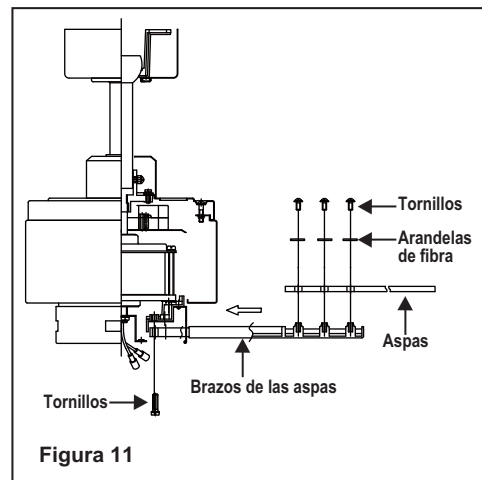 Tornillos
Arandelas
de fibra
Aspas
Brazos de las aspas
Tornillos
Figura 11